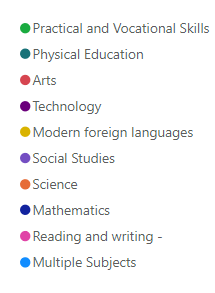 Practical and Vocational Skills
Physical Education
Arts
Technology
Modern foreign languages
Social Studies
Science
Mathematics
Reading and writing -
Multiple Subjects